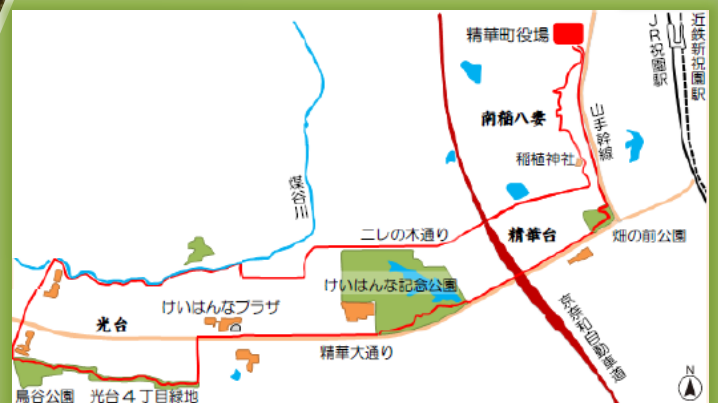 精華町役場
近鉄新祝園駅
JR祝園駅
南稲八妻
山手幹線
稲植神社
煤谷川
二レの木通り
精華台
畑の前公園
けいはんな記念公園
けいはんなプラザ
光台
精華大通り
京奈和自動車道
鳥谷公園
光台4丁目緑地
N